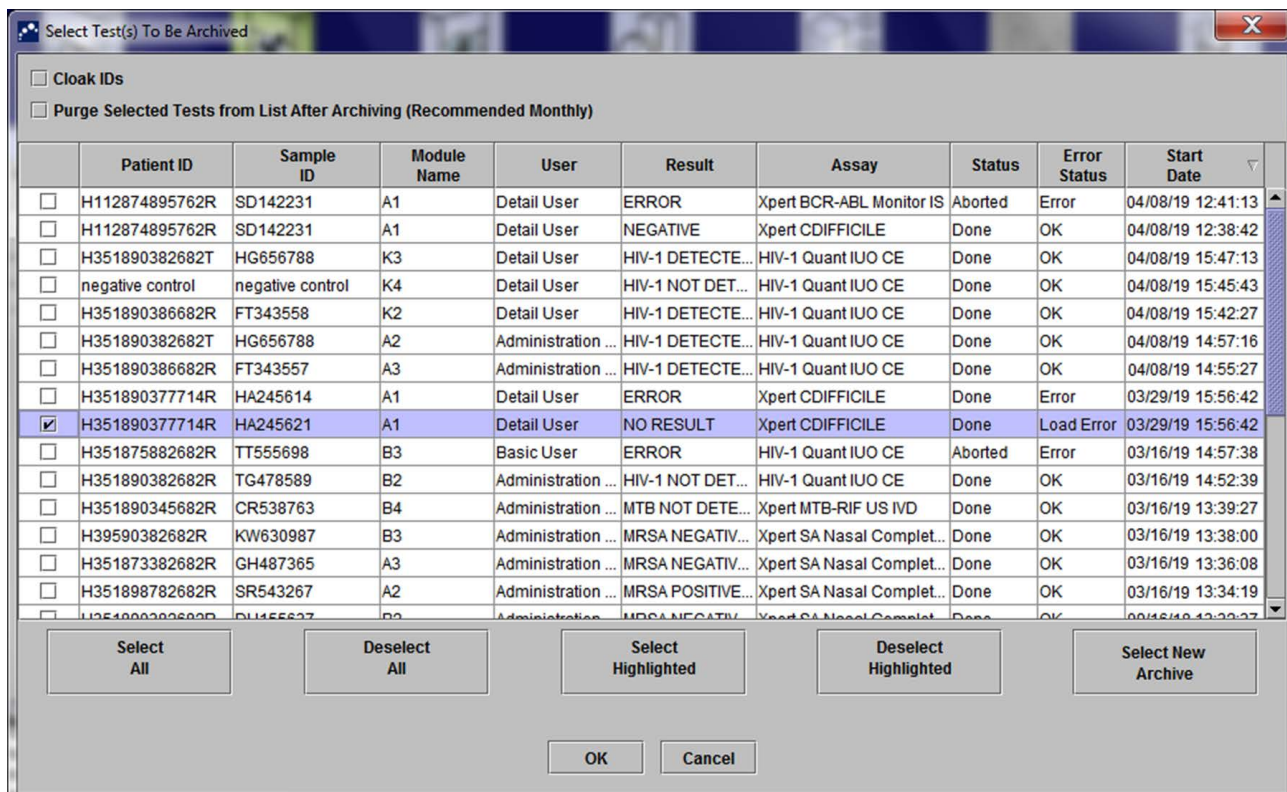 Select Test(s) To Be Archived
Cloak IDs
Purge Selected Tests from List After Archiving (Recommended Monthly)
Patient ID Sample ID Module Name User Result Assay Status Error Status Start Date
H112874895762R SD142231 A1 Detail User ERROR Xpert BCR-ABL Monitor IS Aborted Error 04/08/19 12:41:13
H112874895762R SD142231 A1 Detail User NEGATIVE Xpert CDIFFICILE Done OK 04/08/19 12:38:42
H351890382682T HG656788 K3 Detail User HIV-1 DETECTE... HIV-1 Quant IUO CE Done OK 04/08/19 15:47:13
negative control negative control K4 Detail User HIV-1 NOT DET... HIV-1 Quant IUO CE Done OK 04/08/19 15:45:43
H351890386682R FT343558 K2 Detail User HIV-1 DETECTE... HIV-1 Quant IUO CE Done OK 04/08/19 15:42:27
H351890382682T HG656788 A2 Administration ... HIV-1 DETECTE... HIV-1 Quant IUO CE Done OK 04/08/19 14:57:16
H351890386682R FT343557 A3 Administration ... HIV-1 DETECTE... HIV-1 Quant IUO CE Done OK 04/08/19 14:55:27
H351890377714R HA245614 A1 Detail User ERROR Xpert CDIFFICILE Done Error 03/29/19 15:56:42
H351890377714R HA245621 A1 Detail User NO RESULT Xpert CDIFFICILE Done Load Error 03/29/19 15:56:42
H351875882682R TT555698 B3 Basic User ERROR HIV-1 Quant IUO CE Aborted Error 03/16/19 14:57:38
H351890382682R TG478589 B2 Administration ... HIV-1 NOT DET... HIV-1 Quant IUO CE Done OK 03/16/19 14:52:39
H351890345682R CR538763 B4 Administration ... MTB NOT DETE... Xpert MTB-RIF US IVD Done OK 03/16/19 13:39:27
H39590382682R KW630987 B3 Administration ... MRSA NEGATIV... Xpert SA Nasal Complet... Done OK 03/16/19 13:38:00
H351873382682R GH487365 A3 Administration ... MRSA NEGATIV... Xpert SA Nasal Complet... Done OK 03/16/19 13:36:08
H351898782682R SR543267 A2 Administration ... MRSA POSITIVE... Xpert SA Nasal Complet... Done OK 03/16/19 13:34:19
Administration ... MRSA NEGATIV... Xpert SA Nasal Complet... Done OK
Select All
Deselect All
Select Highlighted
Deselect Highlighted
Select New Archive
OK
Cancel